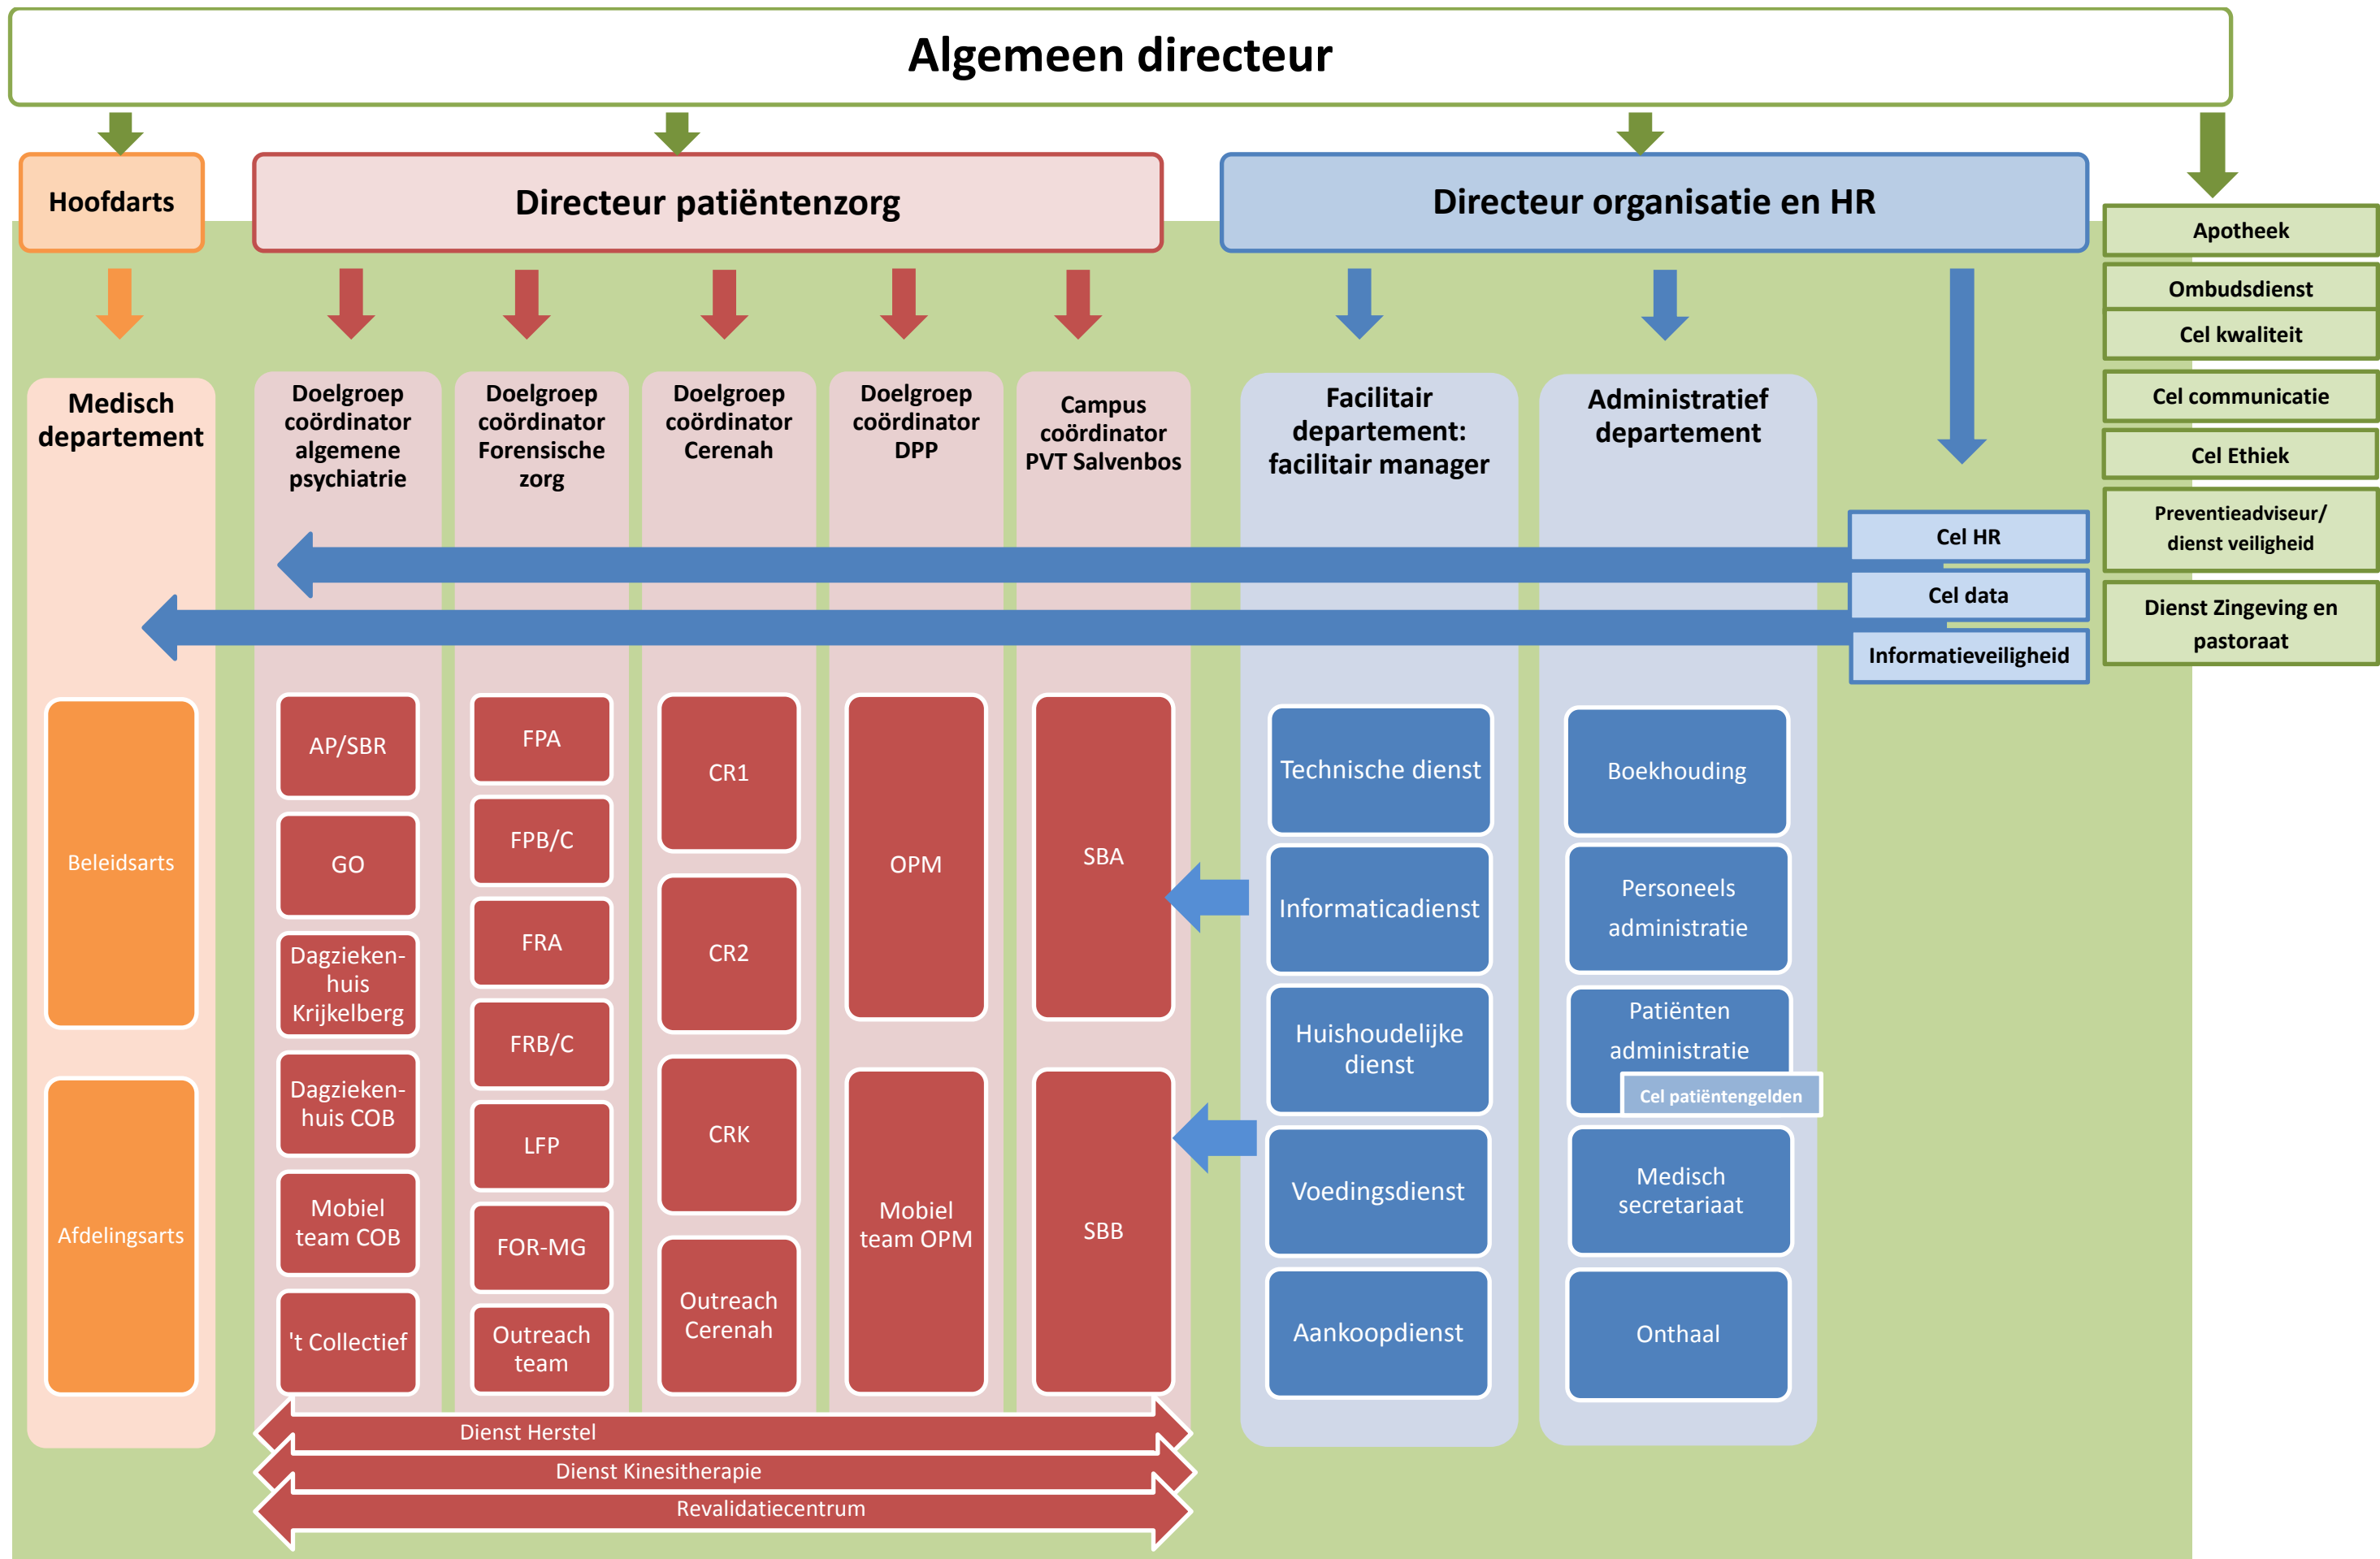 Algemeen directeur
Hoofdarts
Directeur patiëntenzorg
Directeur organisatie en HR
Apotheek
Ombudsdienst
Cel kwaliteit
Cel communicatie
Cel Ethiek
Preventieadviseur/
dienst veiligheid
Dienst Zingeving en
pastoraat
Medisch
departement
Beleidsarts
Afdelingsarts
Doelgroep
coördinator
algemene
psychiatrie
AP/SBR
GO
Dagzieken-
huis
Krijkelberg
Dagzieken-
huis COB
Mobiel
team COB
't Collectief
Doelgroep
coördinator
Forensische
zorg
FPA
FPB/C
FRA
FRB/C
LFP
FOR-MG
Outreach
team
Doelgroep
coördinator
Cerenah
CR1
CR2
CRK
Outreach
Cerenah
Doelgroep
coördinator
DPP
OPM
Mobiel
team OPM
Campus
coördinator
PVT Salvenbos
SBA
SBB
Dienst Herstel
Dienst Kinesitherapie
Revalidatiecentrum
Facilitair
departement:
facilitair manager
Technische dienst
Informaticadienst
Huishoudelijke
dienst
Voedingsdienst
Aankoopdienst
Administratief
departement
Boekhouding
Personeels
administratie
Patiënten
administratie
Cel patiëntengelden
Medisch
secretariaat
Onthaal
Cel HR
Cel data
Informatieveiligheid